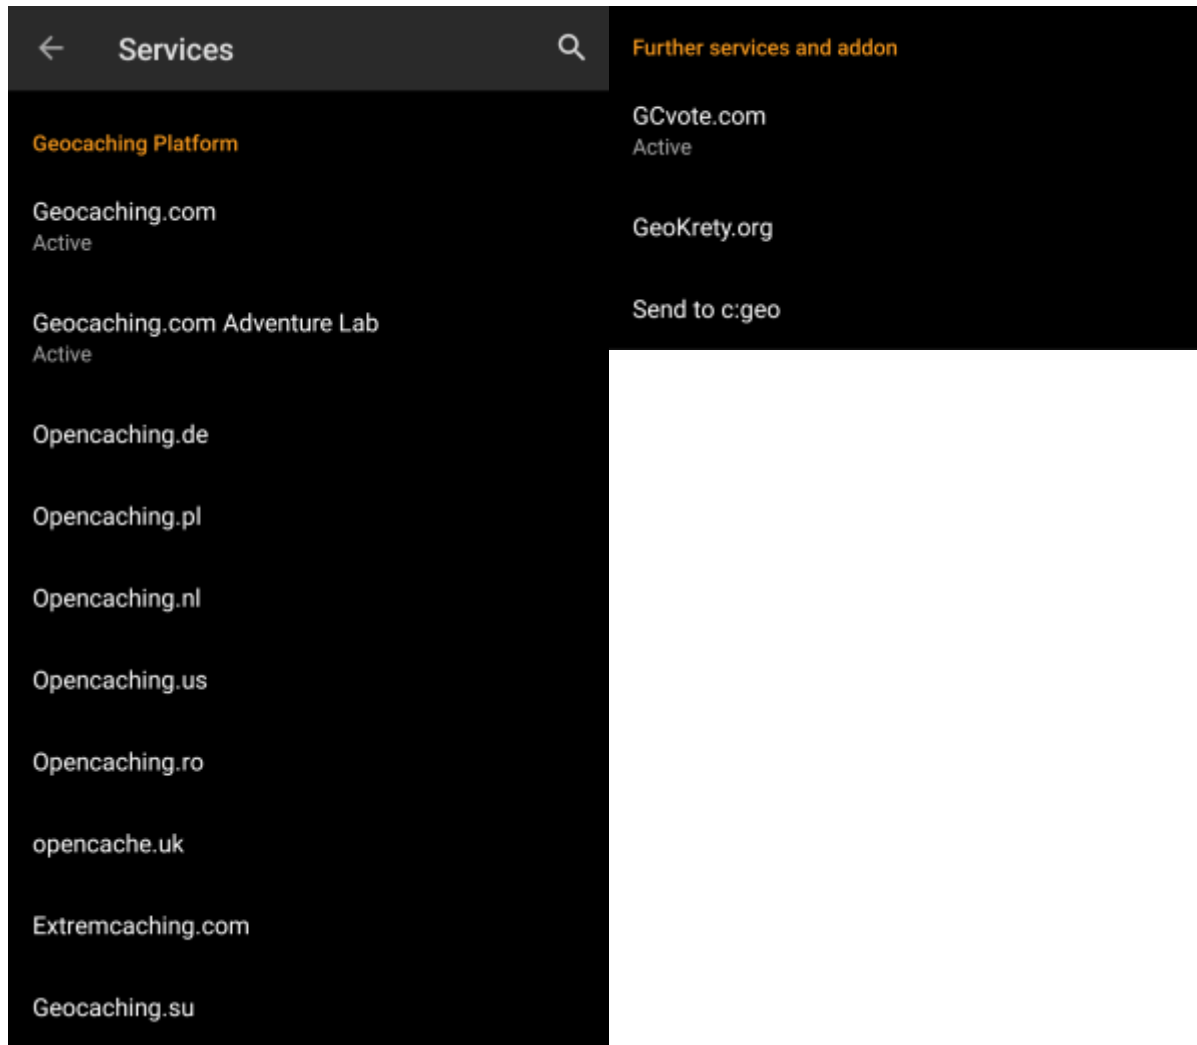 Services
Geocaching Platform
Geocaching.com
Active
Geocaching.com Adventure Lab
Active
Opencaching.de
Opencaching.pl
Opencaching.nl
Opencaching.us
Opencaching.ro
opencache.uk
Extremcaching.com
Geocaching.su
Further services and addon
GCvote.com
Active
GeoKrety.org
Send to c:geo